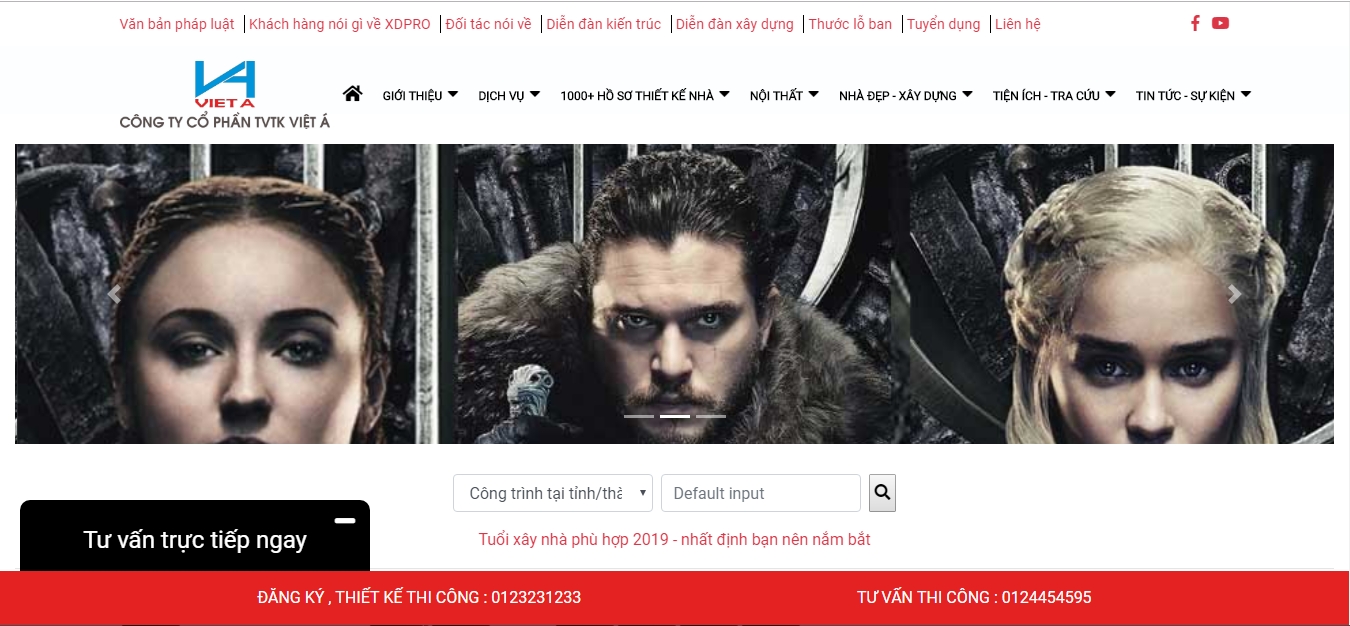 Văn bản pháp luật Khách hàng nói gì về XDPRO Đối tác nói về Diễn đàn kiến trúc Diễn đàn xây dựng Thước lỗ ban Tuyển dụng Liên hệ
VIET A
CÔNG TY CỔ PHẦN TVTK VIỆT Á
GIỚI THIỆU DỊCH VỤ 1000+ HỒ SƠ THIẾT KẾ NHÀ NỘI THẤT NHÀ ĐẸP - XÂY DỰNG TIỆN ÍCH - TRA CỨU TIN TỨC - SỰ KIỆN
Công trình tại tỉnh/thà Default input
Tuổi xây nhà phù hợp 2019 - nhất định bạn nên nắm bắt
Tư vấn trực tiếp ngay
ĐĂNG KÝ , THIẾT KẾ THI CÔNG : 0123231233 TƯ VẤN THI CÔNG : 0124454595